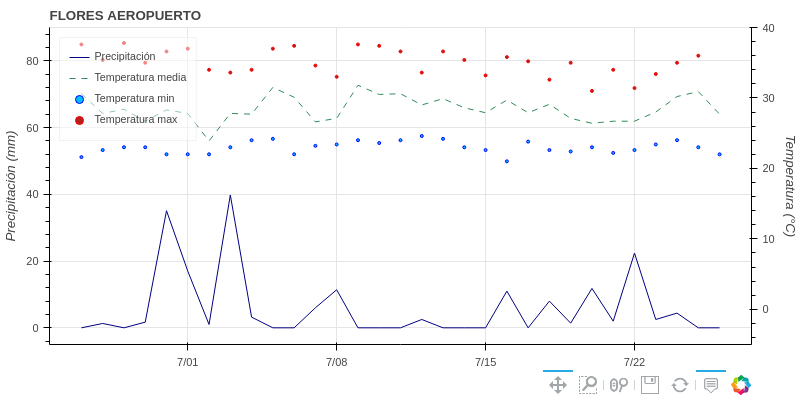 FLORES AEROPUERTO
Precipitación
Temperatura media
Temperatura min
Temperatura max
Precipitación (mm)
80
60
40
20
0
Temperatura (°C)
40
30
20
10
0
7/01
7/08
7/15
7/22